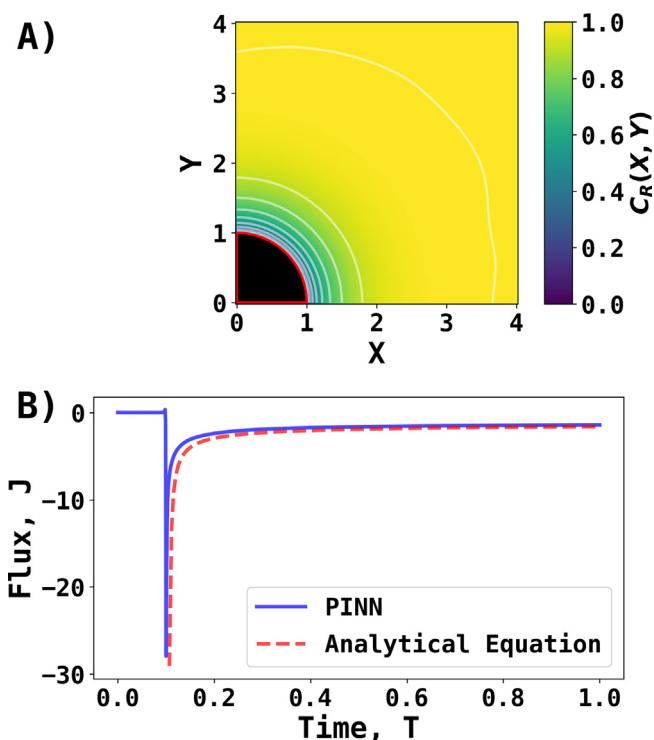 A)
4
3
2
1
0
Y
0
1
2
3
4
X
1.0
0.8
0.6
0.4
0.2
0.0
C_R(X, Y)
B)
0
−10
−20
−30
Flux, J
PINN
Analytical Equation
0.0
0.2
0.4
0.6
0.8
1.0
Time, T